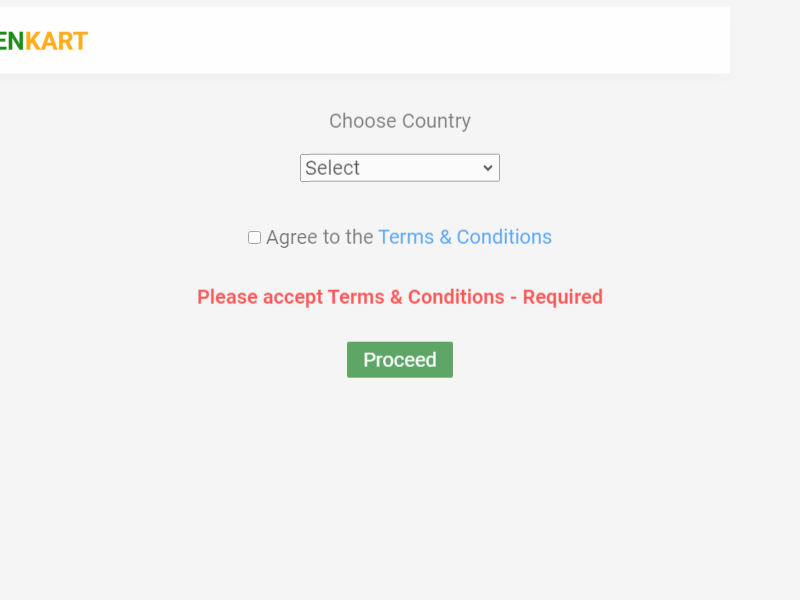 ENKART
Choose Country
Select
Agree to the Terms & Conditions
Please accept Terms & Conditions - Required
Proceed